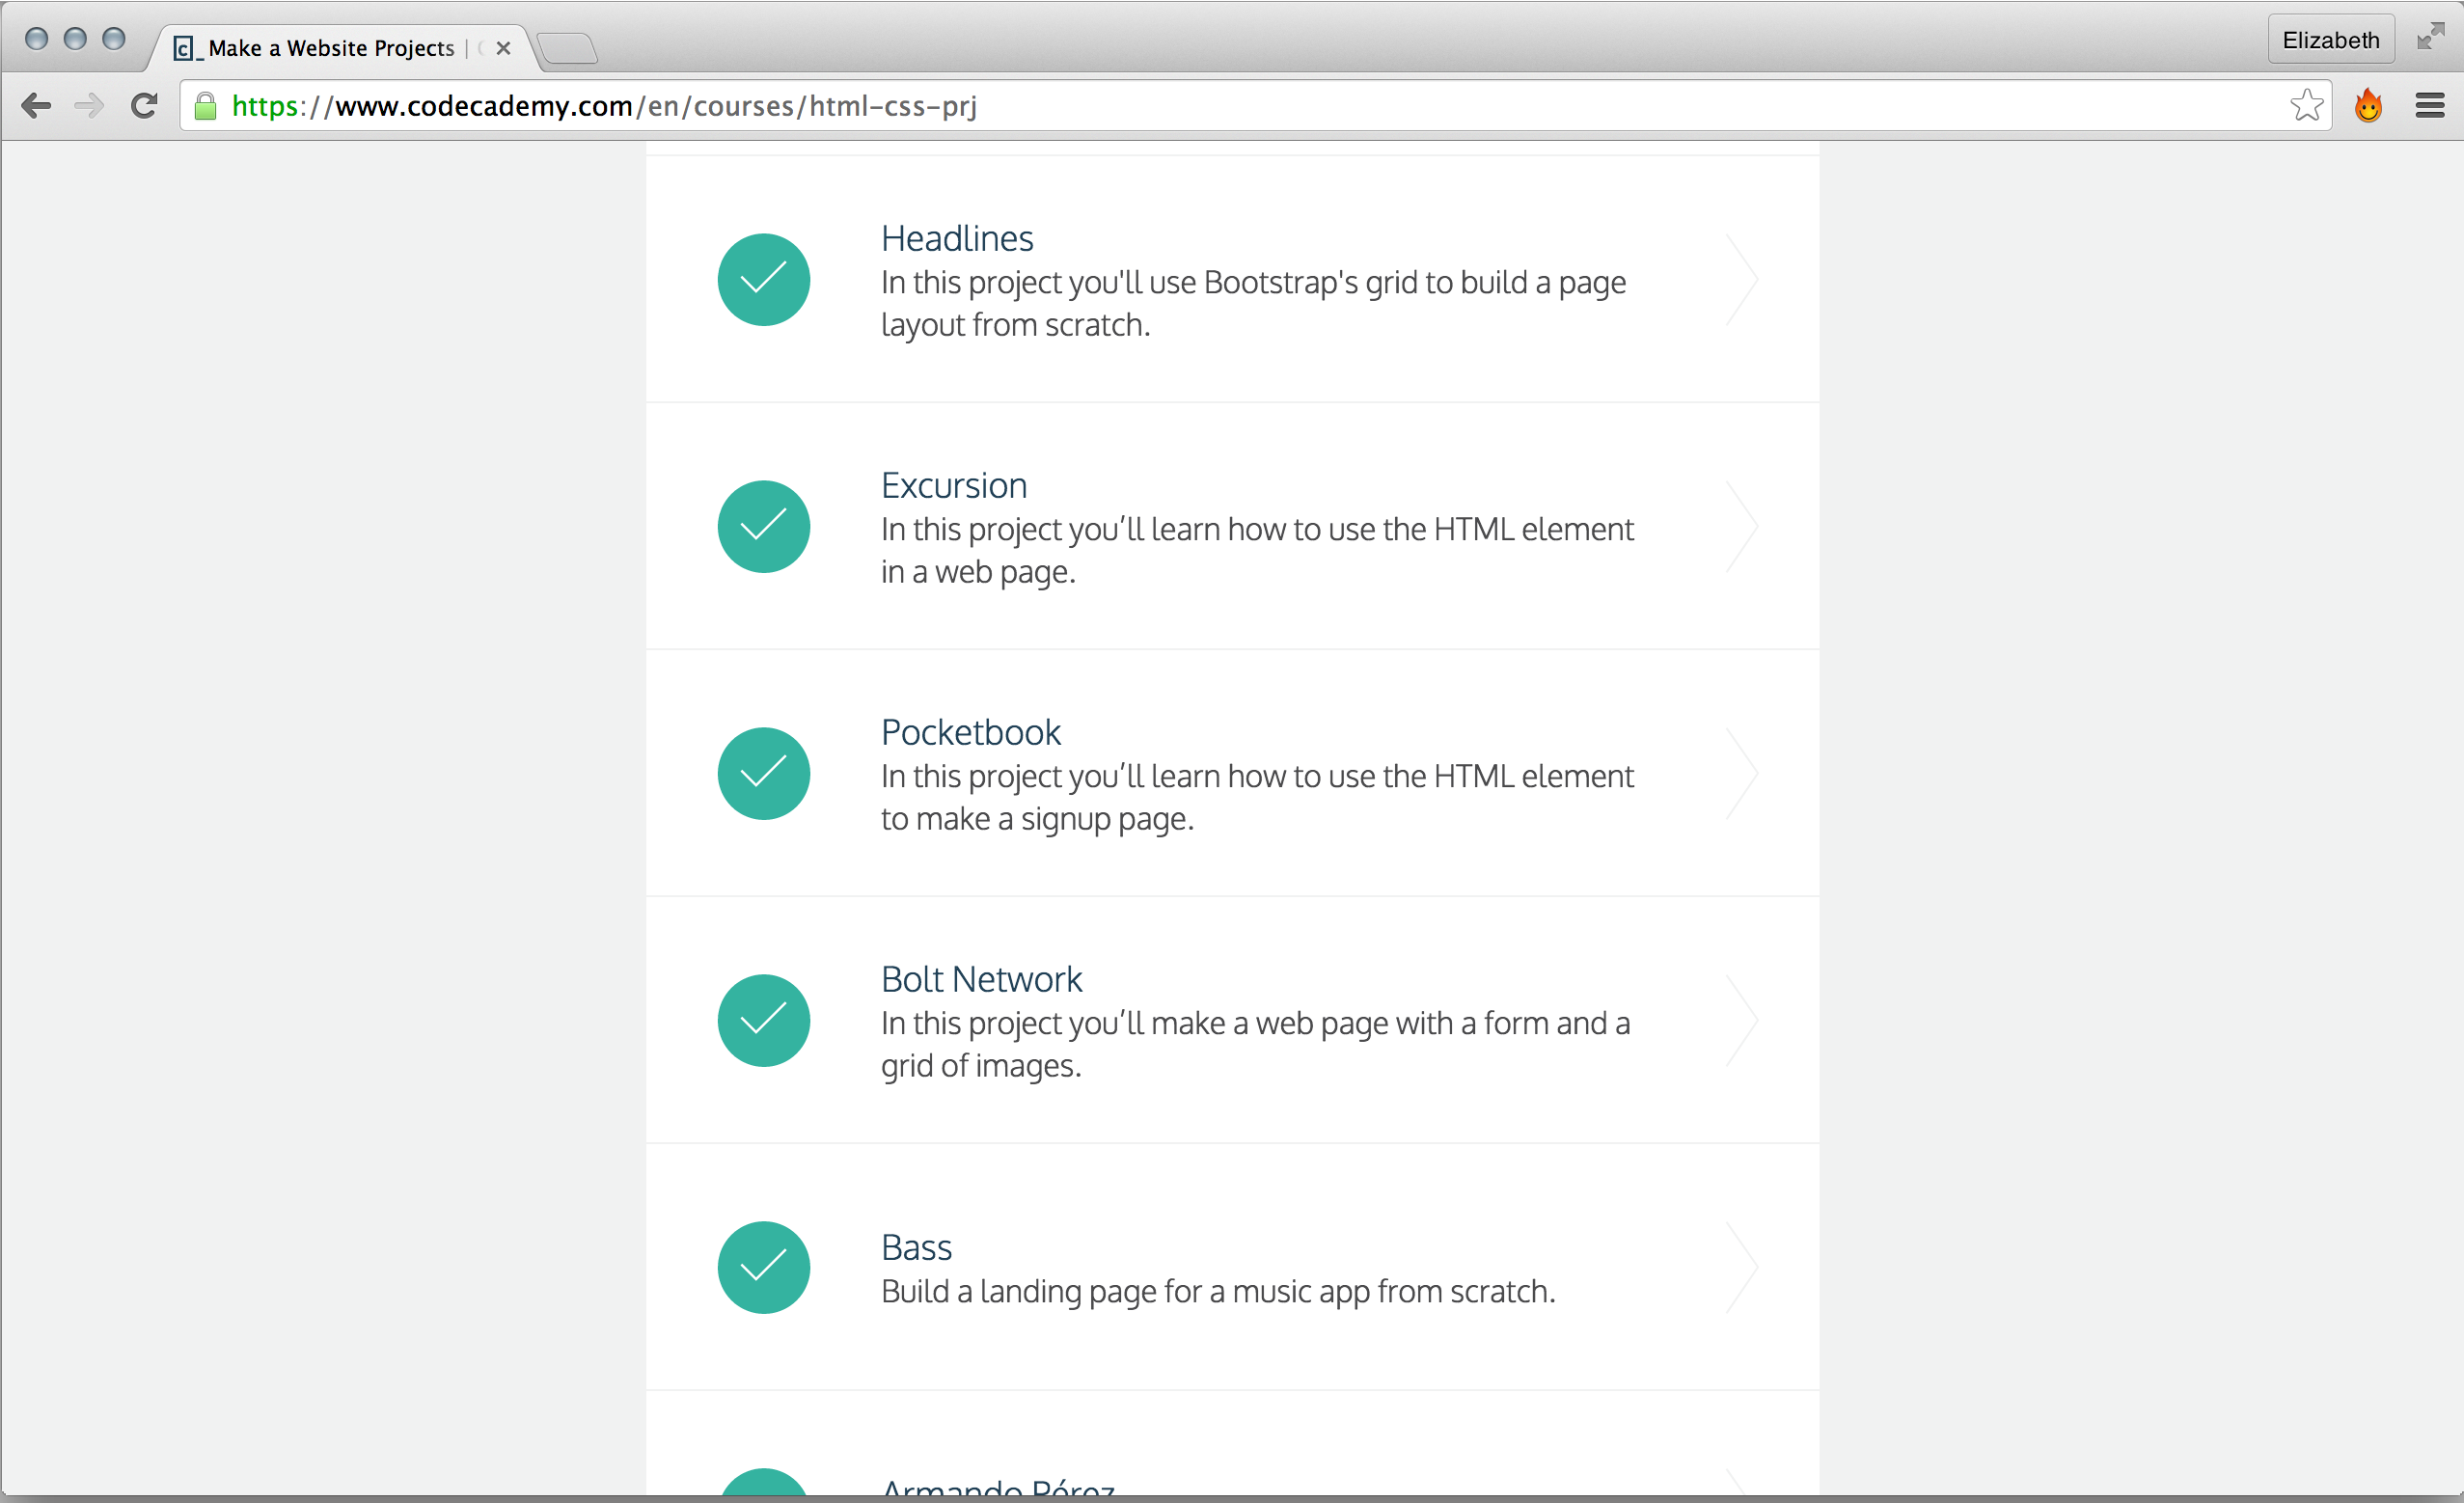 Make a Website Projects |
Elizabeth
https://www.codecademy.com/en/courses/html-css-prj
Headlines
In this project you'll use Bootstrap's grid to build a page
layout from scratch.
Excursion
In this project you’ll learn how to use the HTML element
in a web page.
Pocketbook
In this project you’ll learn how to use the HTML element
to make a signup page.
Bolt Network
In this project you’ll make a web page with a form and a
grid of images.
Bass
Build a landing page for a music app from scratch.
Armando Pérez